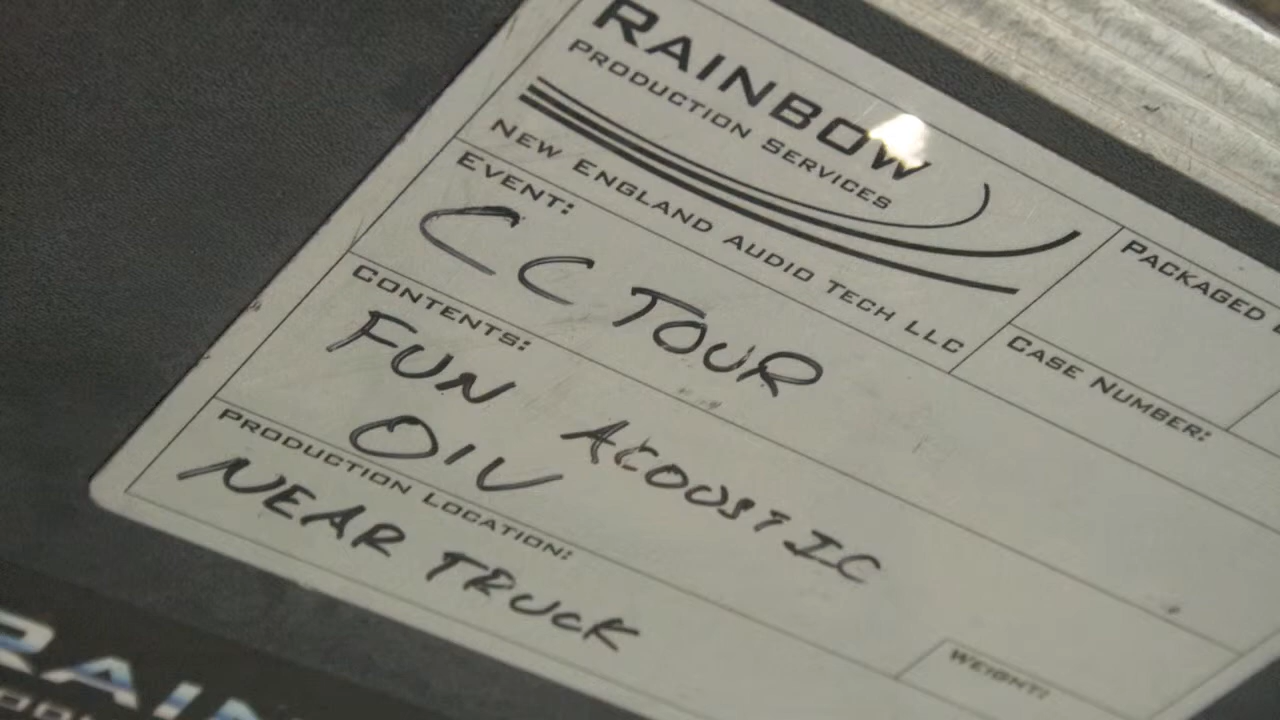 RAINBOW
PRODUCTION SERVICES
NEW ENGLAND AUDIO TECH LLC
PACKAGED
EVENT:
CC TOUR
CASE NUMBER:
CONTENTS:
FUN ACOUSTIC
OIV
PRODUCTION LOCATION:
NEAR TRUCK
WEIGHT:
RAIN